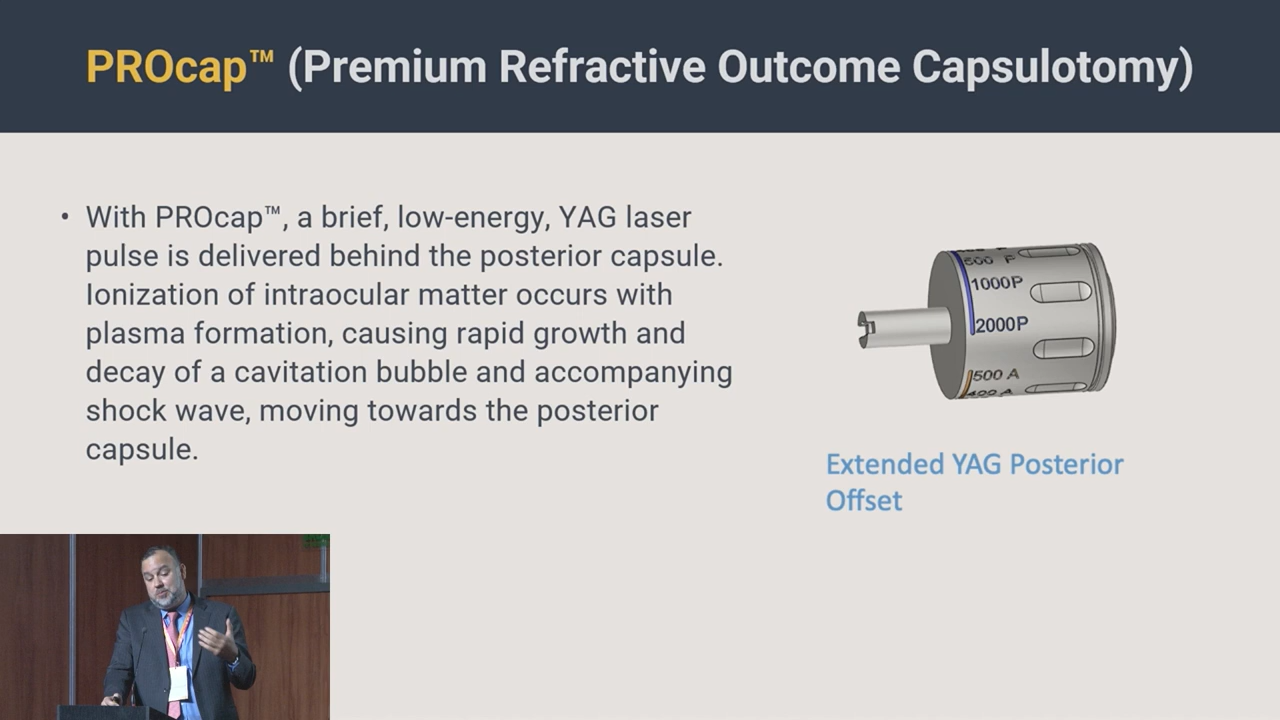 PROcap™ (Premium Refractive Outcome Capsulotomy)
• With PROcap™, a brief, low-energy, YAG laser
pulse is delivered behind the posterior capsule.
Ionization of intraocular matter occurs with
plasma formation, causing rapid growth and
decay of a cavitation bubble and accompanying
shock wave, moving towards the posterior
capsule.
500 P
1000P
2000P
500 A
400 A
Extended YAG Posterior
Offset